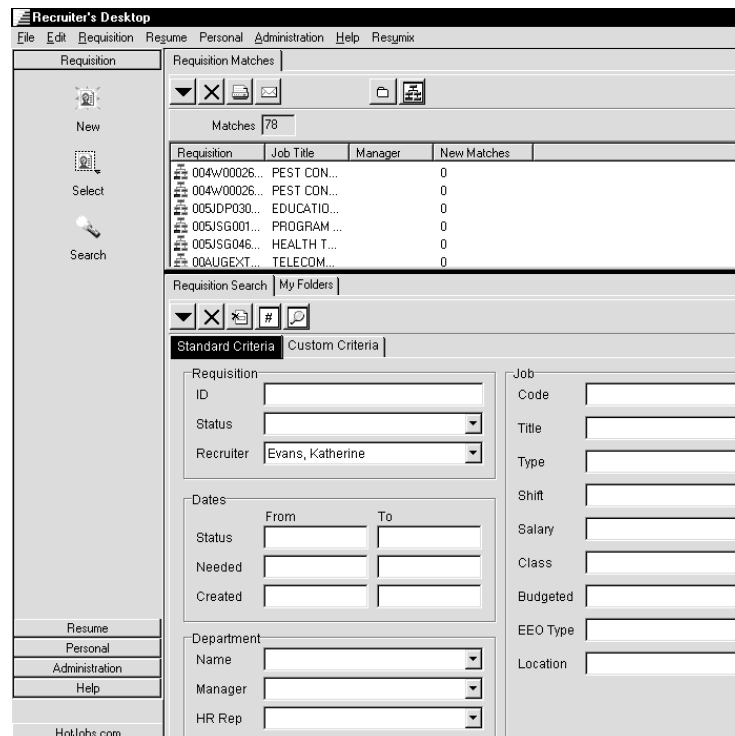 Recruiter's Desktop
File Edit Requisition Resume Personal Administration Help Resumix
Requisition
New
Select
Search
Resume
Personal
Administration
Help
HotJobs.com
Requisition Matches
Matches 78
Requisition Job Title Manager New Matches
004W00026... PEST CON... 0
004W00026... PEST CON... 0
005JDP030... EDUCATIO... 0
005JSG001... PROGRAM ... 0
005JSG046... HEALTH T... 0
00AUGEXT... TELECOM... 0
Requisition Search My Folders
#
Standard Criteria Custom Criteria
Requisition
ID
Status
Recruiter Evans, Katherine
Dates
From To
Status
Needed
Created
Department
Name
Manager
HR Rep
Job
Code
Title
Type
Shift
Salary
Class
Budgeted
EEO Type
Location